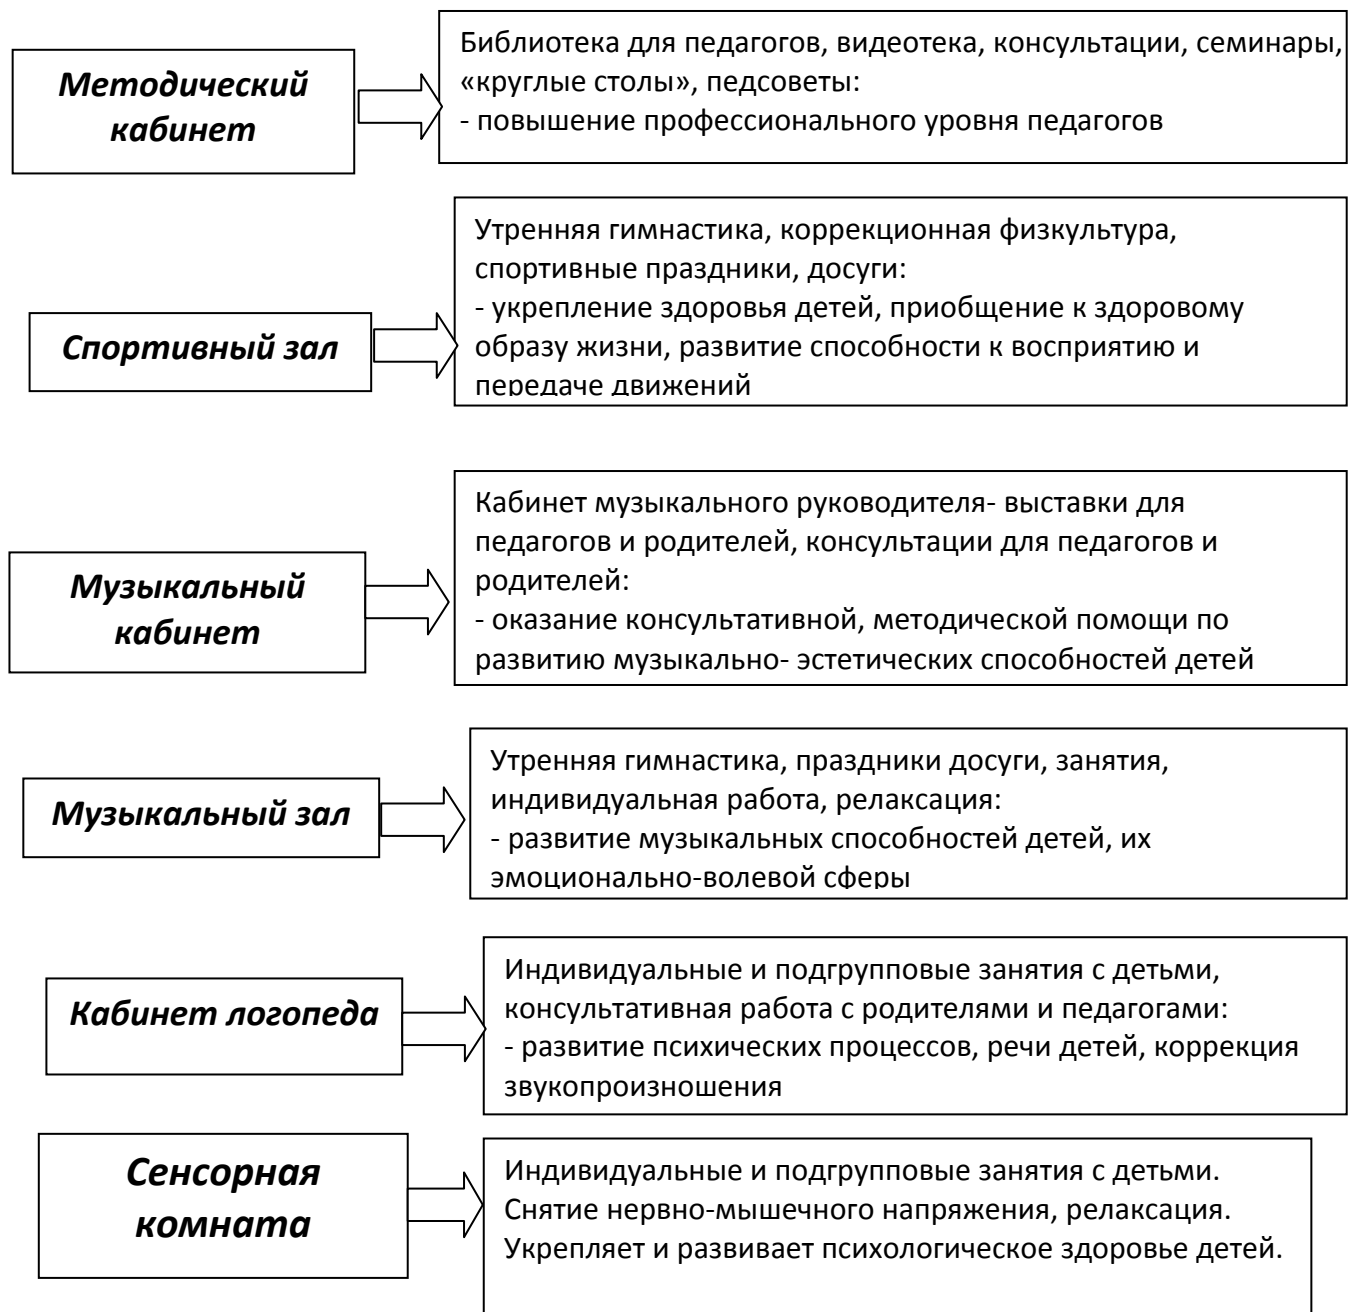 Методический
кабинет
Библиотека для педагогов, видеотека, консультации, семинары,
«круглые столы», педсоветы:
- повышение профессионального уровня педагогов
Спортивный зал
Утренняя гимнастика, коррекционная физкультура,
спортивные праздники, досуги:
- укрепление здоровья детей, приобщение к здоровому
образу жизни, развитие способности к восприятию и
передаче движений
Музыкальный
кабинет
Кабинет музыкального руководителя- выставки для
педагогов и родителей, консультации для педагогов и
родителей:
- оказание консультативной, методической помощи по
развитию музыкально- эстетических способностей детей
Музыкальный зал
Утренняя гимнастика, праздники досуги, занятия,
индивидуальная работа, релаксация:
- развитие музыкальных способностей детей, их
эмоционально-волевой сферы
Кабинет логопеда
Индивидуальные и подгрупповые занятия с детьми,
консультативная работа с родителями и педагогами:
- развитие психических процессов, речи детей, коррекция
звукопроизношения
Сенсорная
комната
Индивидуальные и подгрупповые занятия с детьми.
Снятие нервно-мышечного напряжения, релаксация.
Укрепляет и развивает психологическое здоровье детей.